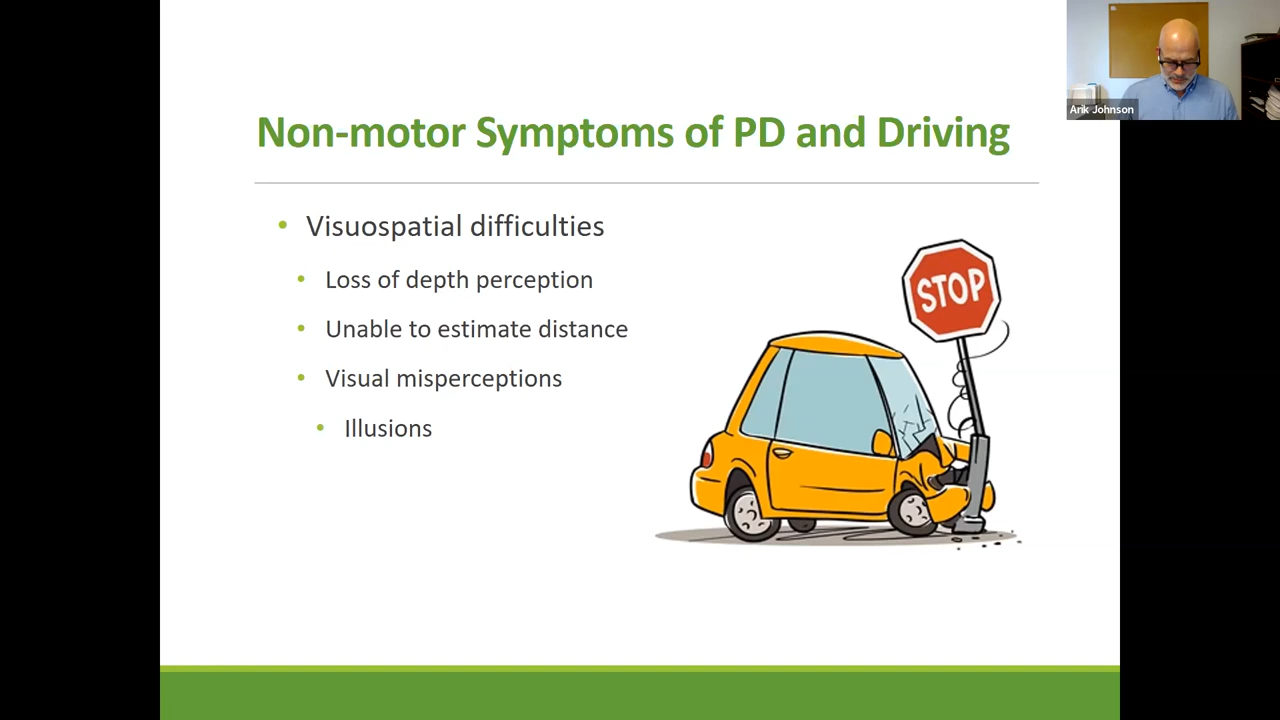 Arik Johnson
Non-motor Symptoms of PD and Driving
Visuospatial difficulties
Loss of depth perception
Unable to estimate distance
Visual misperceptions
Illusions
STOP